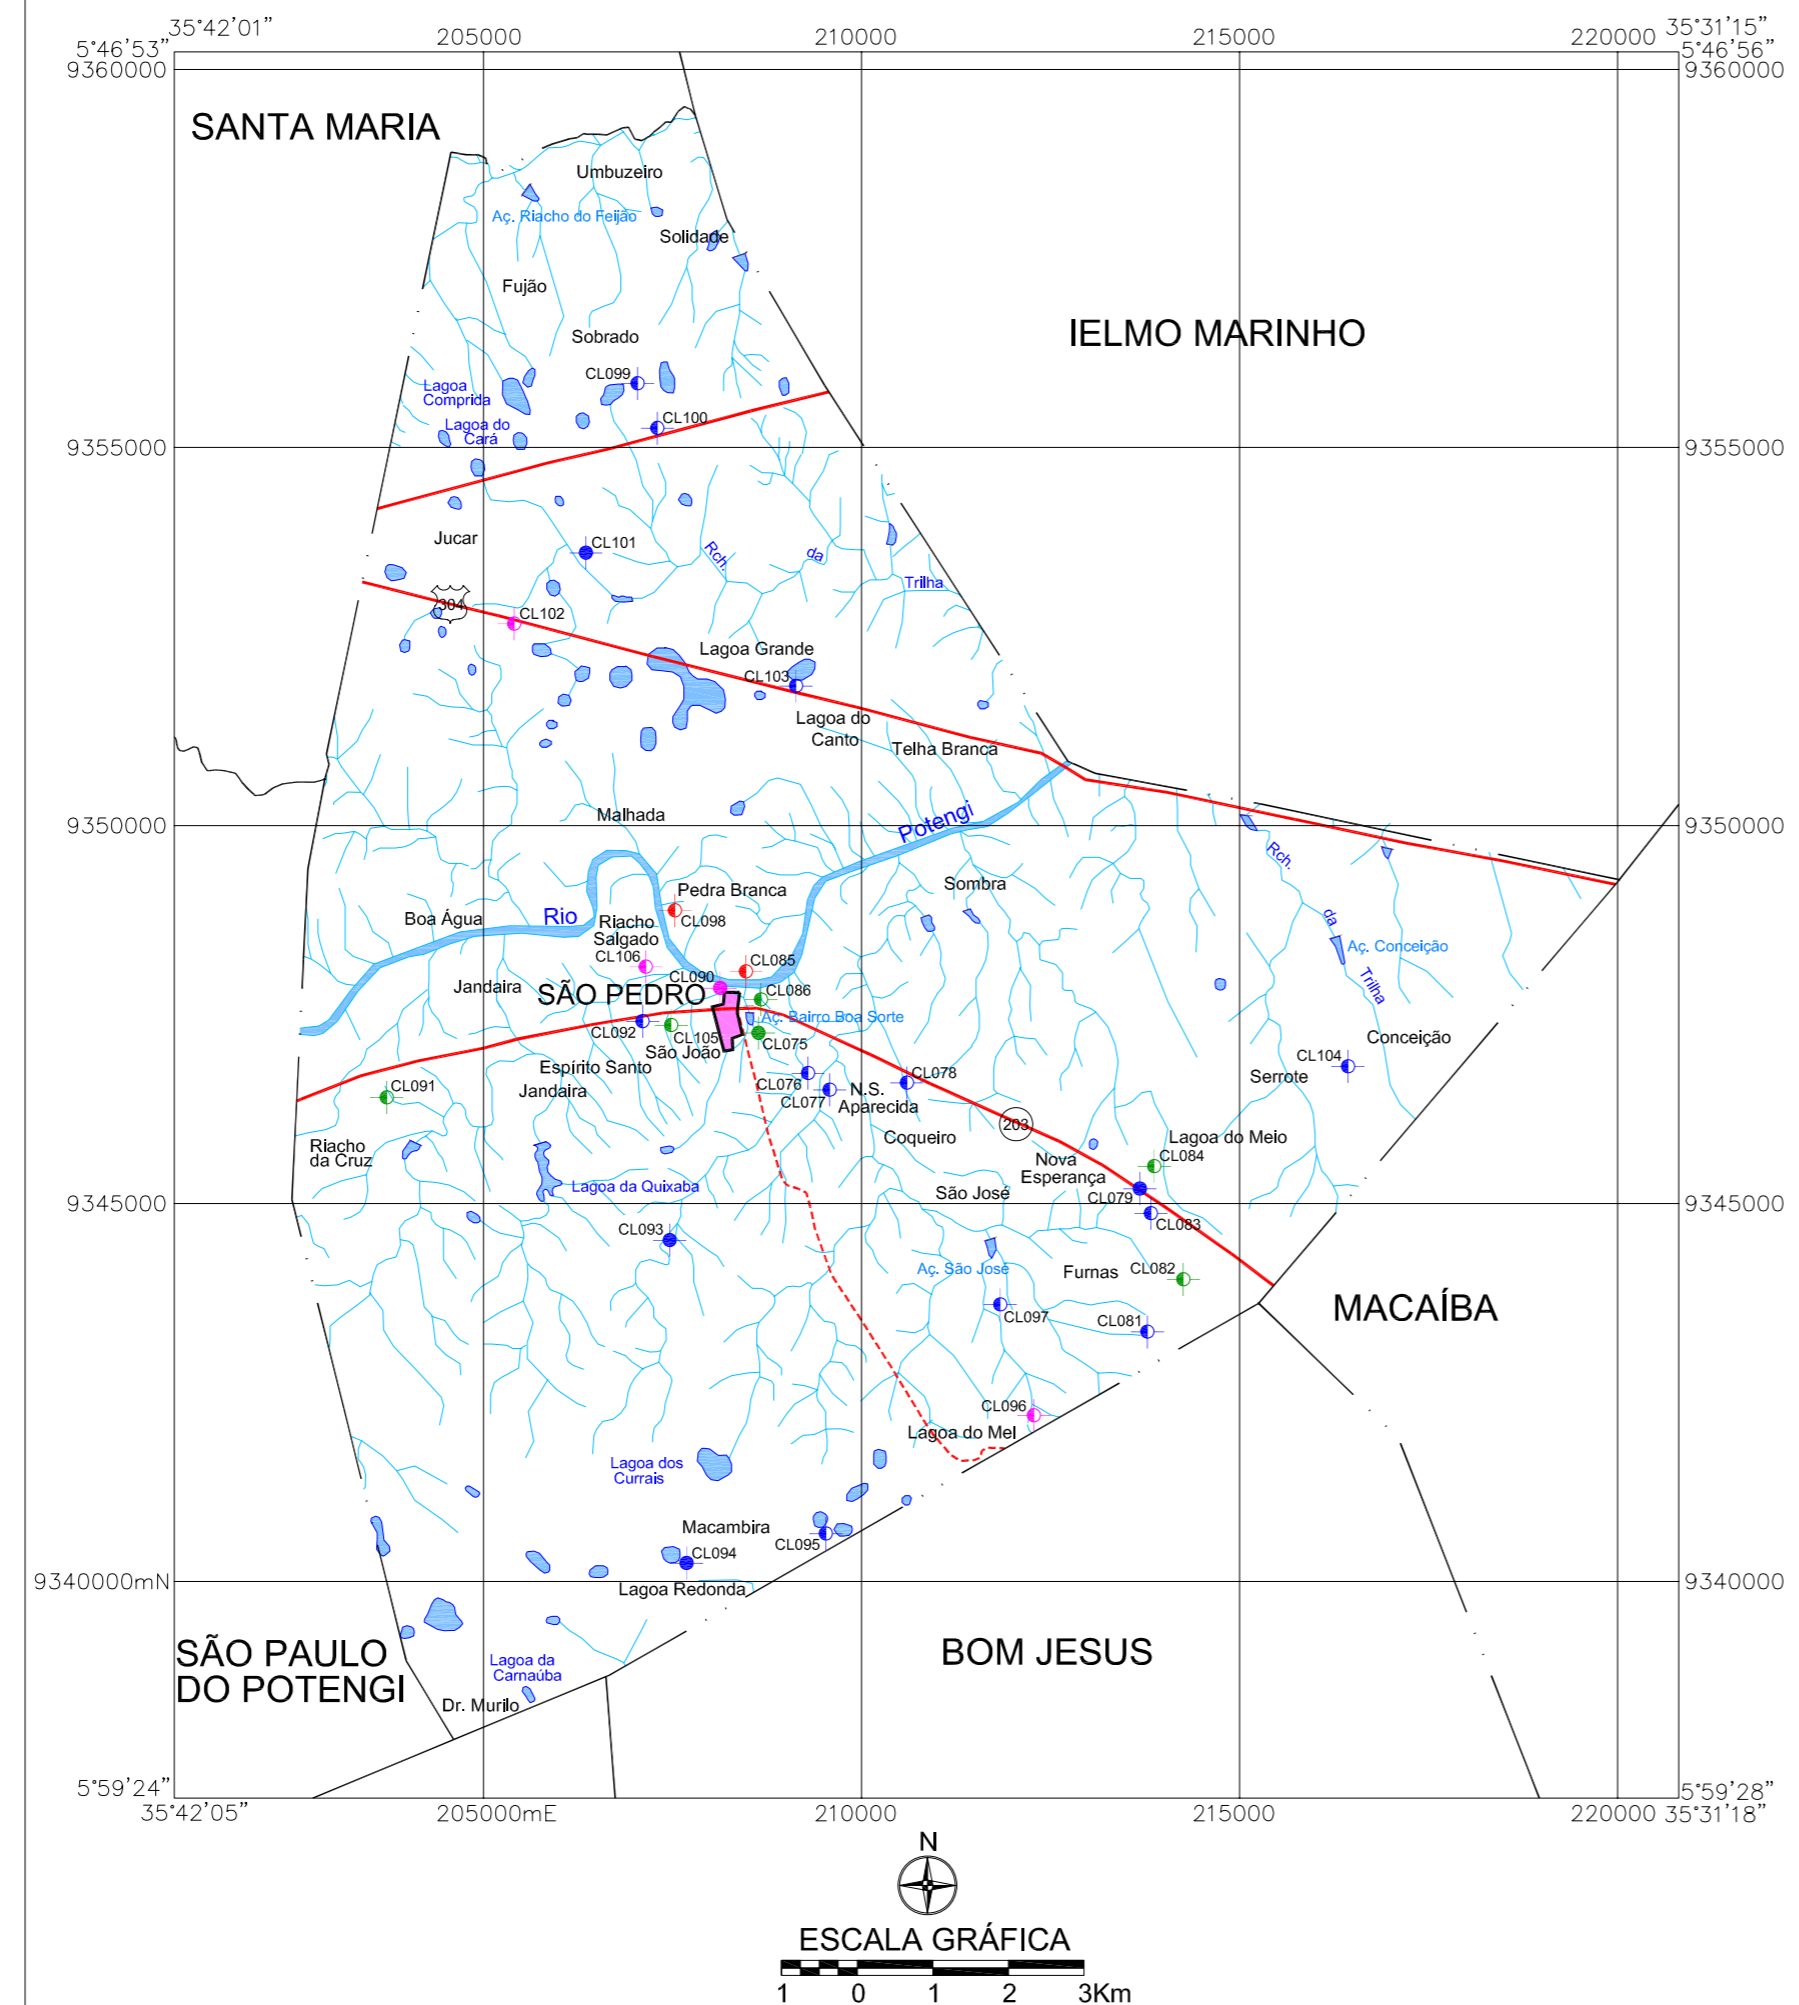 35°42'01"
205000
210000
215000
220000
35°31'15"
5°46'53"
5°46'56"
9360000
9360000
SANTA MARIA
Umbuzeiro
Aç. Riacho do Feijão
Solidade
Fujão
IELMO MARINHO
Sobrado
CL099
Lagoa
Comprida
CL100
Lagoa do
Cará
9355000
9355000
Jucar
CL101
Rch.
da
Trilha
304
CL102
Lagoa Grande
CL103
Lagoa do
Canto
Telha Branca
Malhada
Potengi
9350000
9350000
Rch.
Pedra Branca
Sombra
Boa Água
Rio
Riacho
Salgado
CL098
da
Aç. Conceição
CL106
CL085
Trilha
Jandaira
CL090
SÃO PEDRO
CL086
Aç. Bairro Boa Sorte
CL092
CL105
CL075
São João
Conceição
CL104
Espírito Santo
Serrote
Jandaira
CL076
CL078
CL091
CL077
N.S.
Aparecida
203
Coqueiro
Lagoa do Meio
Riacho
da Cruz
CL084
Nova
Esperança
Lagoa da Quixaba
São José
CL079
9345000
9345000
CL083
CL093
Aç. São José
Furnas
CL082
MACAÍBA
CL097
CL081
CL096
Lagoa do Mel
Lagoa dos
Currais
Macambira
CL095
CL094
9340000mN
9340000
Lagoa Redonda
SÃO PAULO
DO POTENGI
BOM JESUS
Lagoa da
Carnaúba
Dr. Murilo
5°59'24"
5°59'28"
35°42'05"
205000mE
210000
215000
220000
35°31'18"
N
ESCALA GRÁFICA
1 0 1 2 3Km